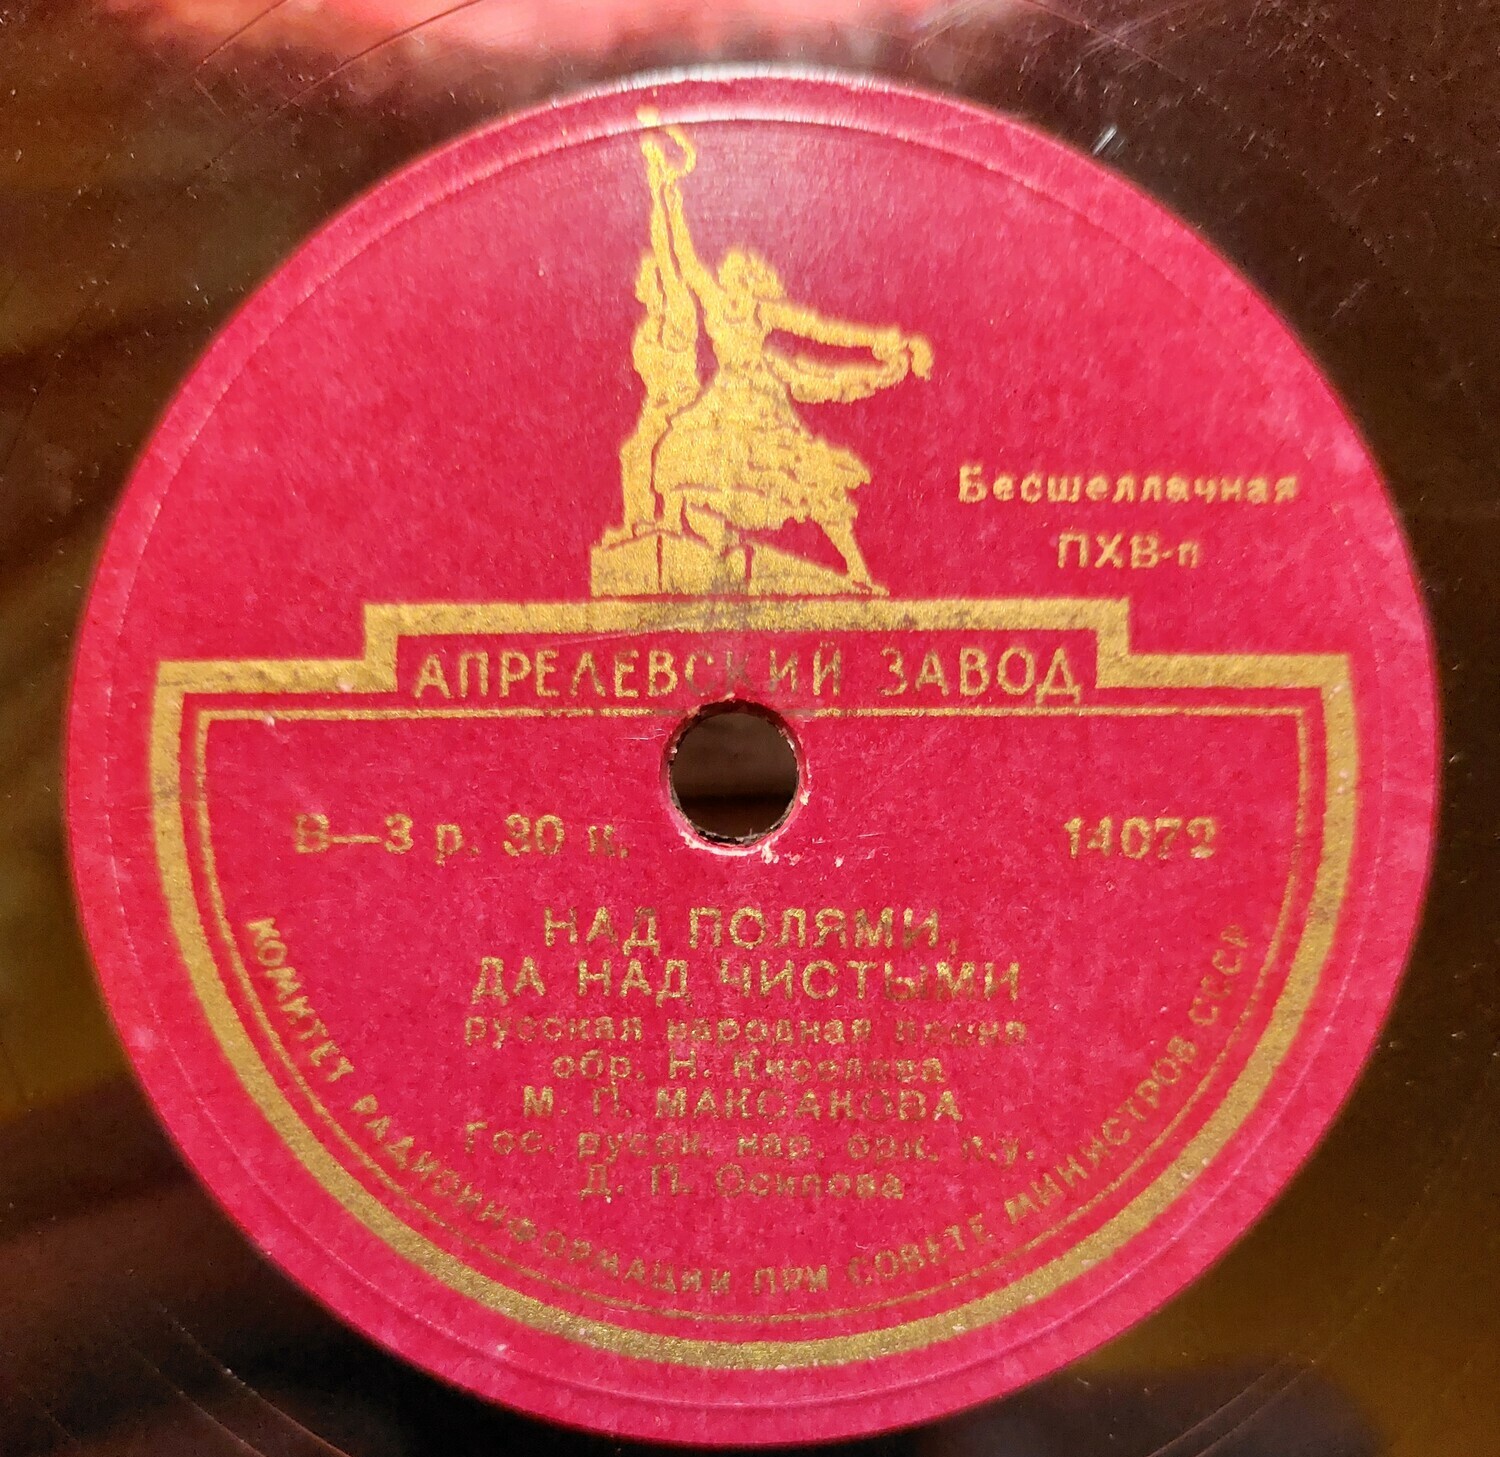 Бесшеллачная
ПХВ-п
АПРЕЛЕВСКИЙ ЗАВОД
В—3 р. 30 к.
14072
НАД ПОЛЯМИ,
ДА НАД ЧИСТЫМИ
русская народная песня
обр. Н. Киселева
М. П. МАКСАКОВА
Гос. русск. нар. орк. п.у.
Д. П. Осипова
КОМИТЕТ РАДИОИНФОРМАЦИИ ПРИ СОВЕТЕ МИНИСТРОВ СССР